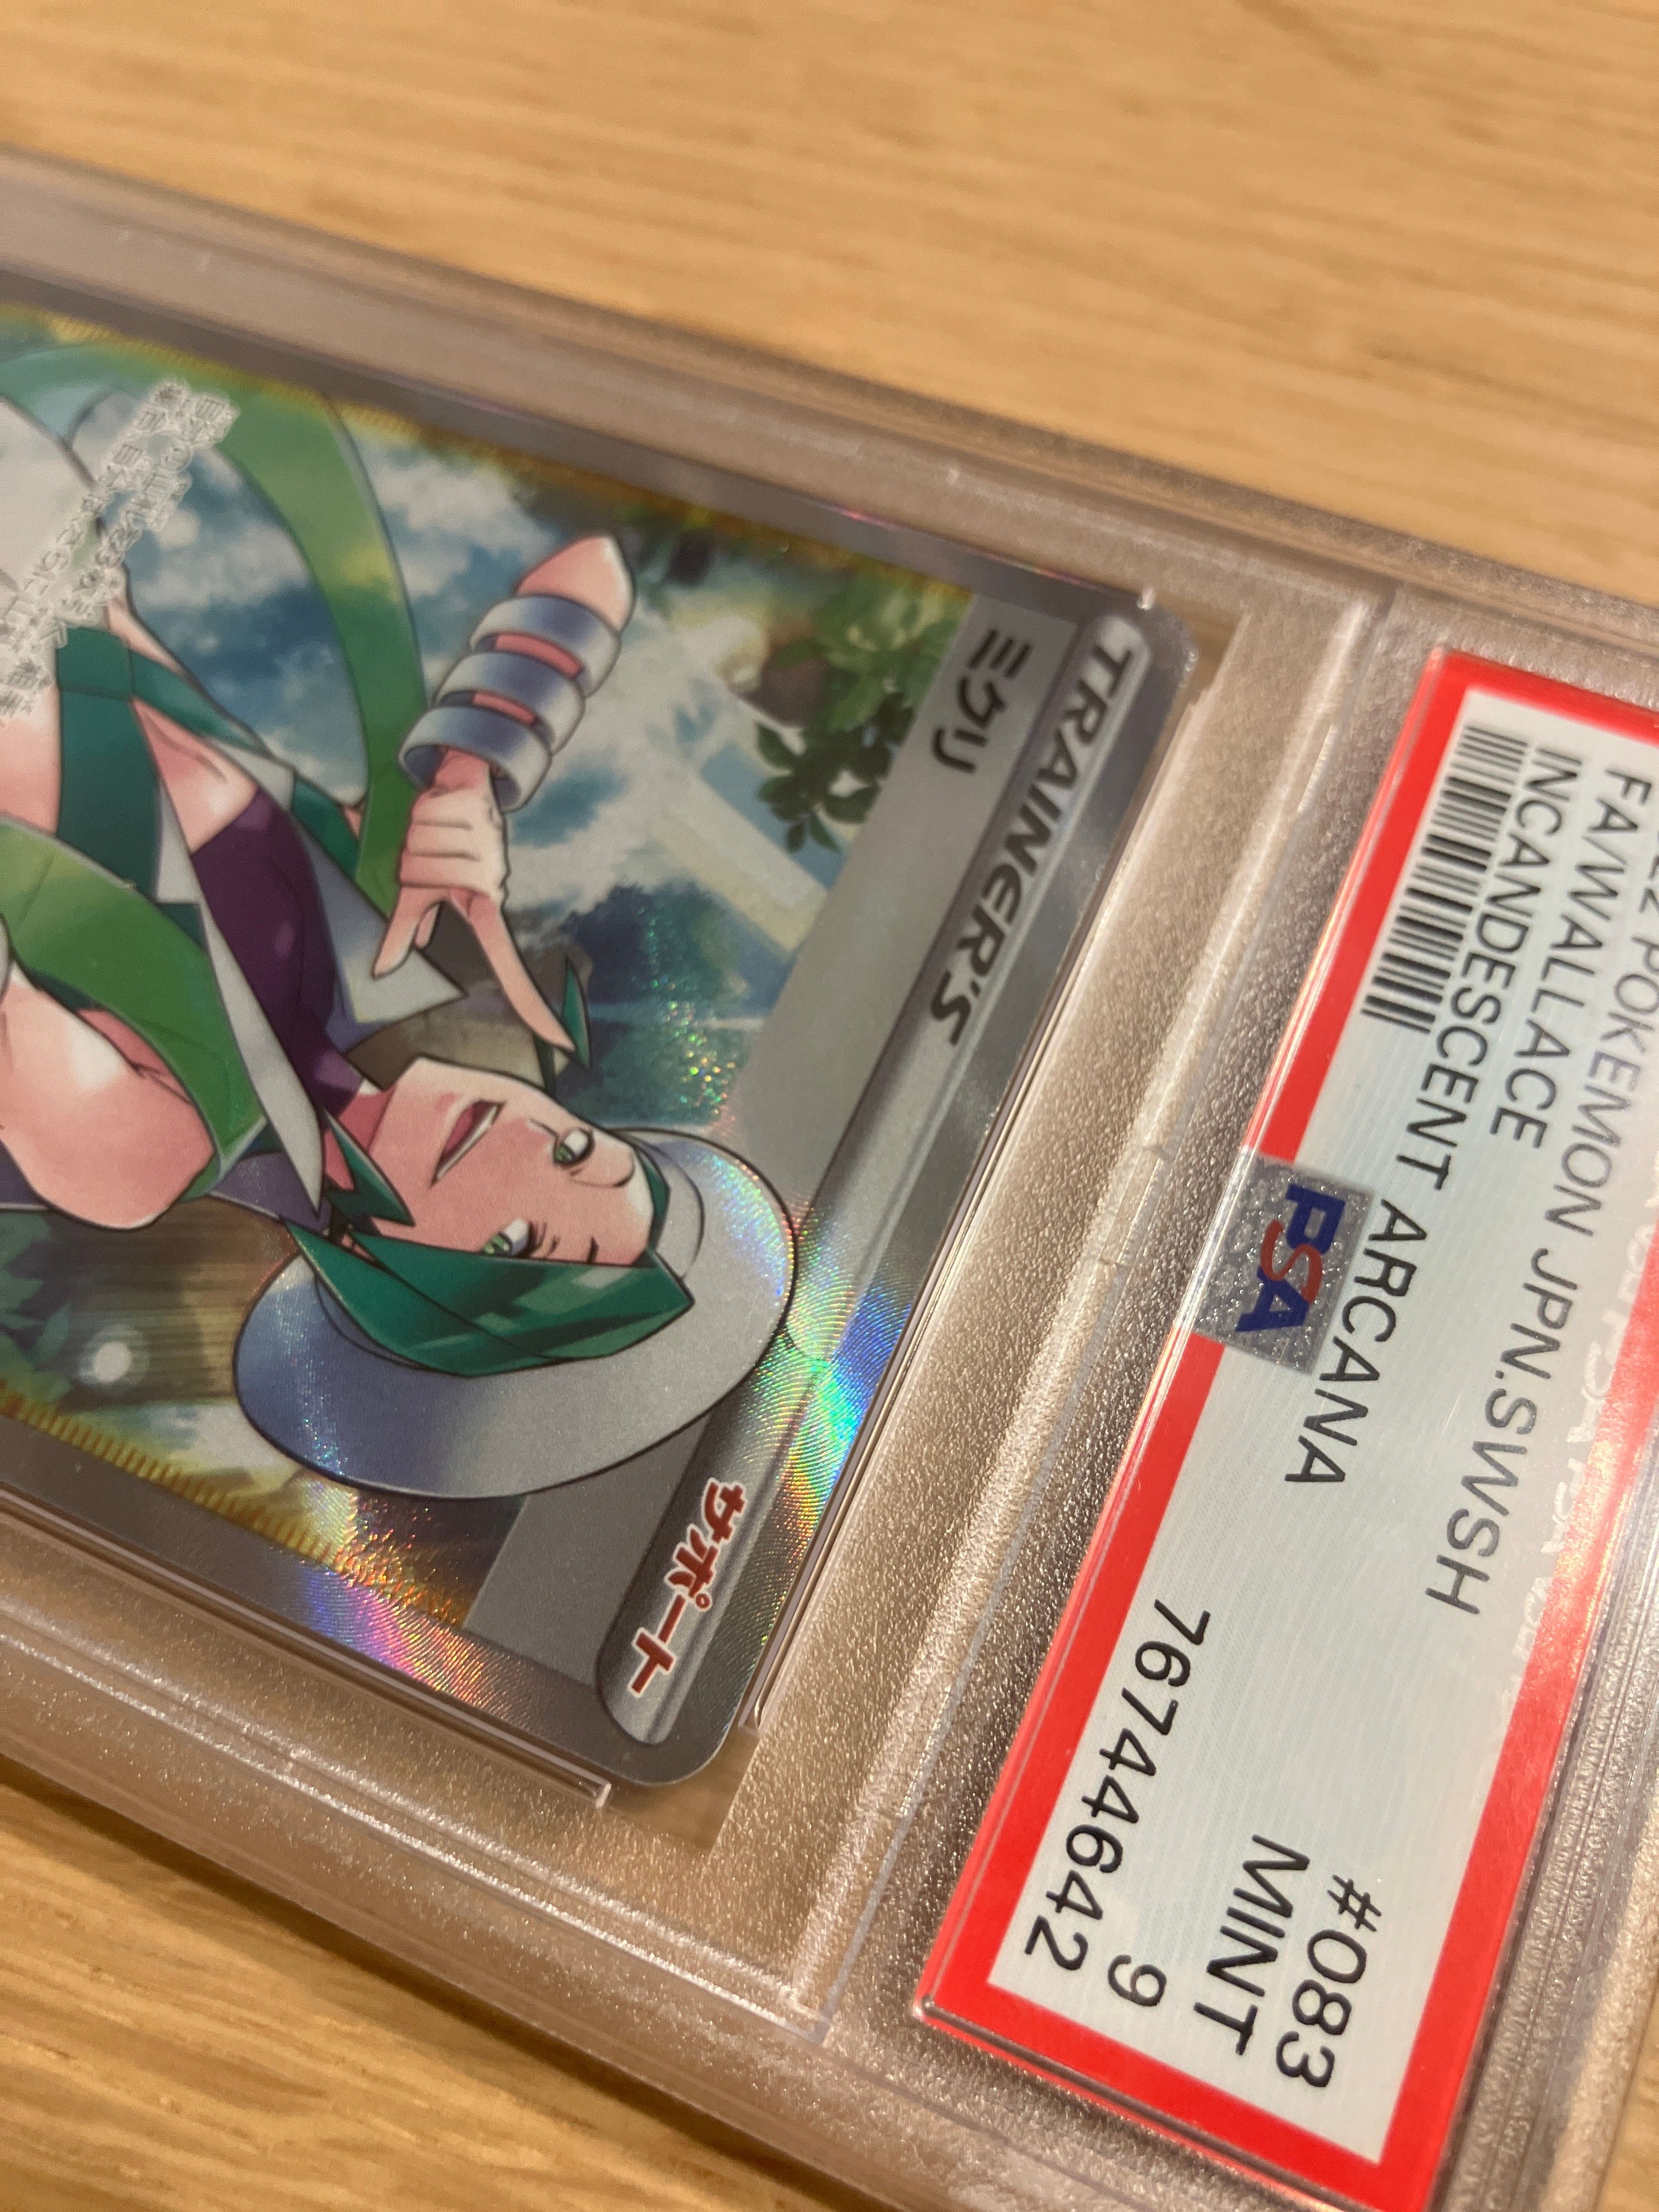 POKEMON JPN.SWSH
#083
FA/WALLACE
MINT
INCANDESCENT ARCANA
9
PSA
76744642
TRAINER'S
サポート
ミクリ